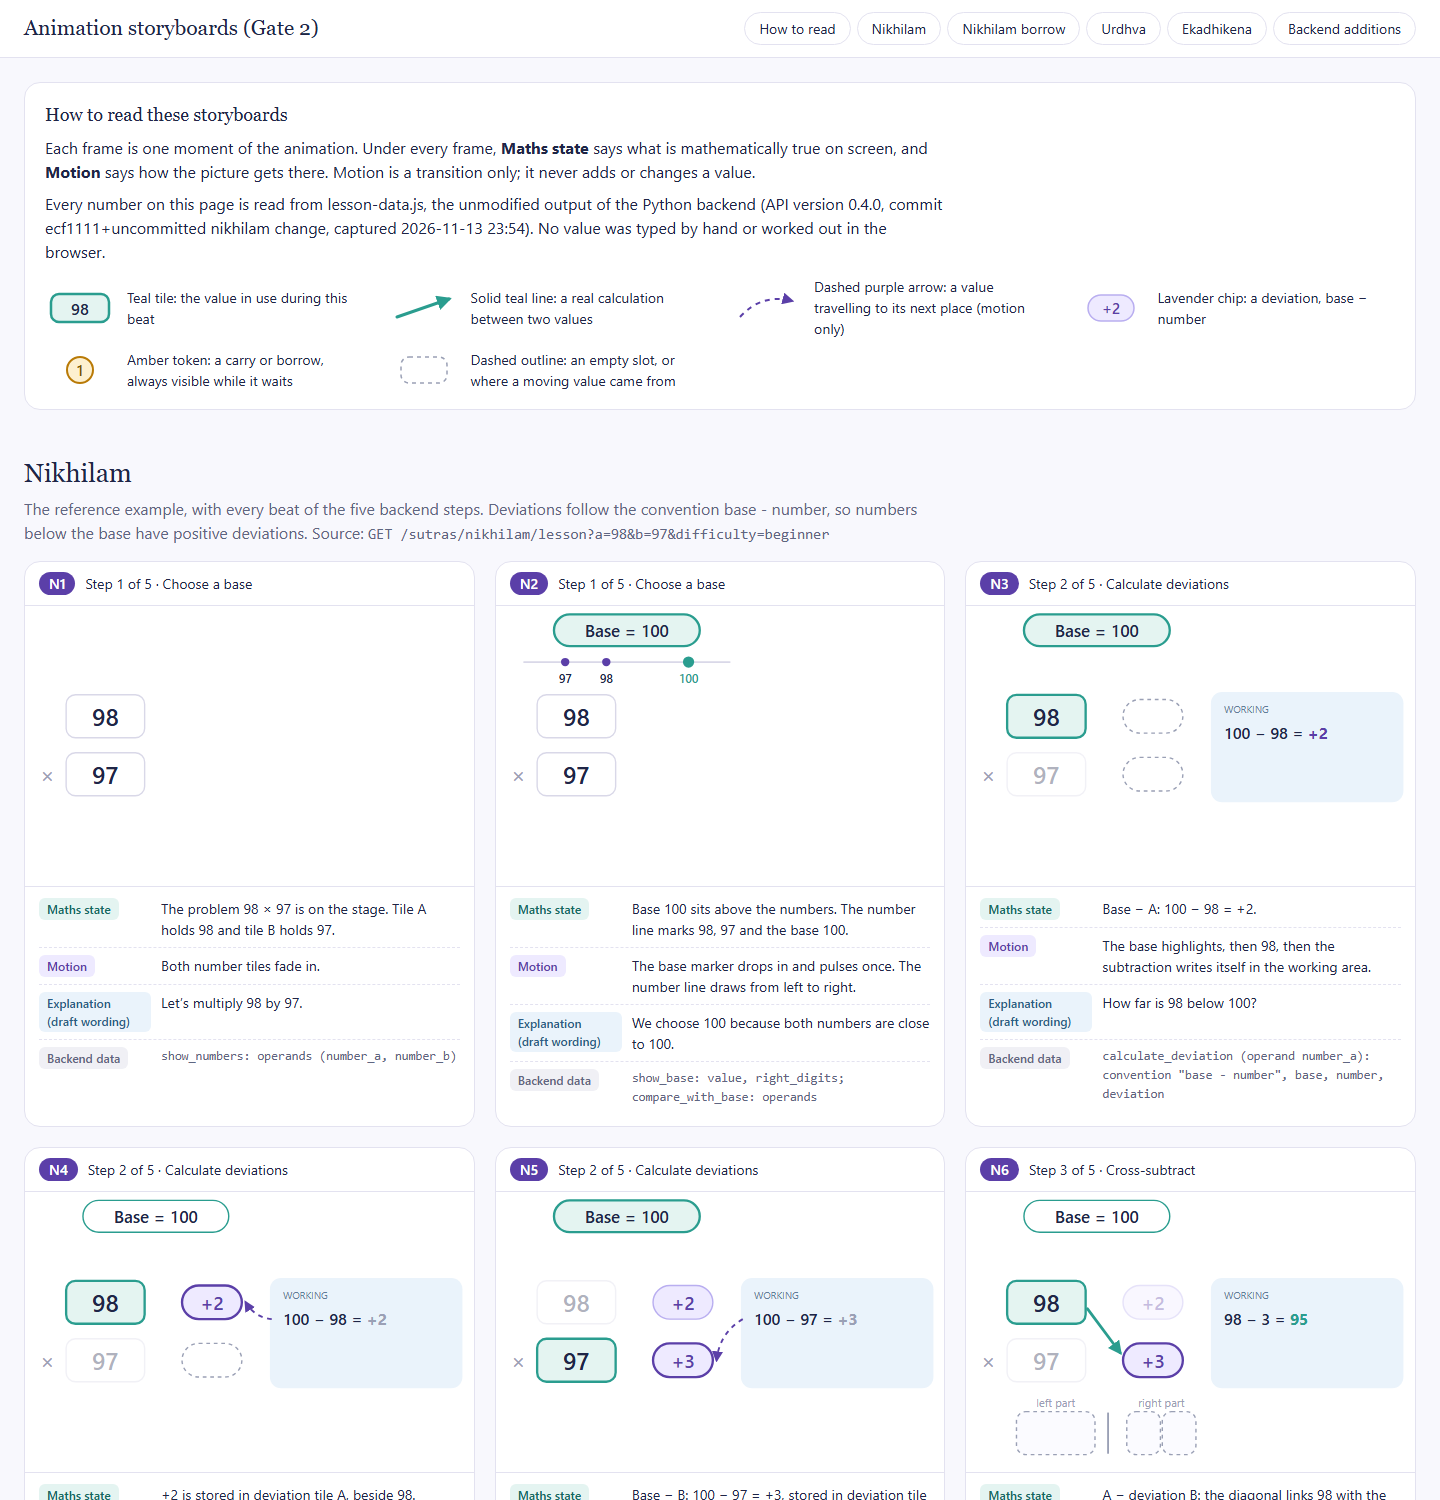 Animation storyboards (Gate 2)
How to read
Nikhilam
Nikhilam borrow
Urdhva
Ekadhikena
Backend additions
How to read these storyboards
Each frame is one moment of the animation. Under every frame, Maths state says what is mathematically true on screen, and
Motion says how the picture gets there. Motion is a transition only; it never adds or changes a value.
Every number on this page is read from lesson-data.js, the unmodified output of the Python backend (API version 0.4.0, commit
ecf1111+uncommitted nikhilam change, captured 2026-11-13 23:54). No value was typed by hand or worked out in the
browser.
98
Teal tile: the value in use during this
beat
Solid teal line: a real calculation
between two values
Dashed purple arrow: a value
travelling to its next place (motion
only)
+2
Lavender chip: a deviation, base −
number
1
Amber token: a carry or borrow,
always visible while it waits
Dashed outline: an empty slot, or
where a moving value came from
Nikhilam
The reference example, with every beat of the five backend steps. Deviations follow the convention base - number, so numbers
below the base have positive deviations. Source: GET /sutras/nikhilam/lesson?a=98&b=97&difficulty=beginner
N1 Step 1 of 5 · Choose a base
98
× 97
Maths state The problem 98 × 97 is on the stage. Tile A
holds 98 and tile B holds 97.
Motion Both number tiles fade in.
Explanation
(draft wording)
Let's multiply 98 by 97.
Backend data show_numbers: operands (number_a, number_b)
N2 Step 1 of 5 · Choose a base
Base = 100
97 98 100
98
× 97
Maths state Base 100 sits above the numbers. The number
line marks 98, 97 and the base 100.
Motion The base marker drops in and pulses once. The
number line draws from left to right.
Explanation
(draft wording)
We choose 100 because both numbers are close
to 100.
Backend data show_base: value, right_digits;
compare_with_base: operands
N3 Step 2 of 5 · Calculate deviations
Base = 100
98
× 97
WORKING
100 − 98 = +2
Maths state Base − A: 100 − 98 = +2.
Motion The base highlights, then 98, then the
subtraction writes itself in the working area.
Explanation
(draft wording)
How far is 98 below 100?
Backend data calculate_deviation (operand number_a):
convention "base - number", base, number,
deviation
N4 Step 2 of 5 · Calculate deviations
Base = 100
98 +2
× 97
WORKING
100 − 98 = +2
Maths state +2 is stored in deviation tile A, beside 98.
N5 Step 2 of 5 · Calculate deviations
Base = 100
98 +2
× 97 +3
WORKING
100 − 97 = +3
Maths state Base − B: 100 − 97 = +3, stored in deviation tile
N6 Step 3 of 5 · Cross-subtract
Base = 100
98 +2
× 97 +3
WORKING
98 − 3 = 95
left part right part
Maths state A − deviation B: the diagonal links 98 with the